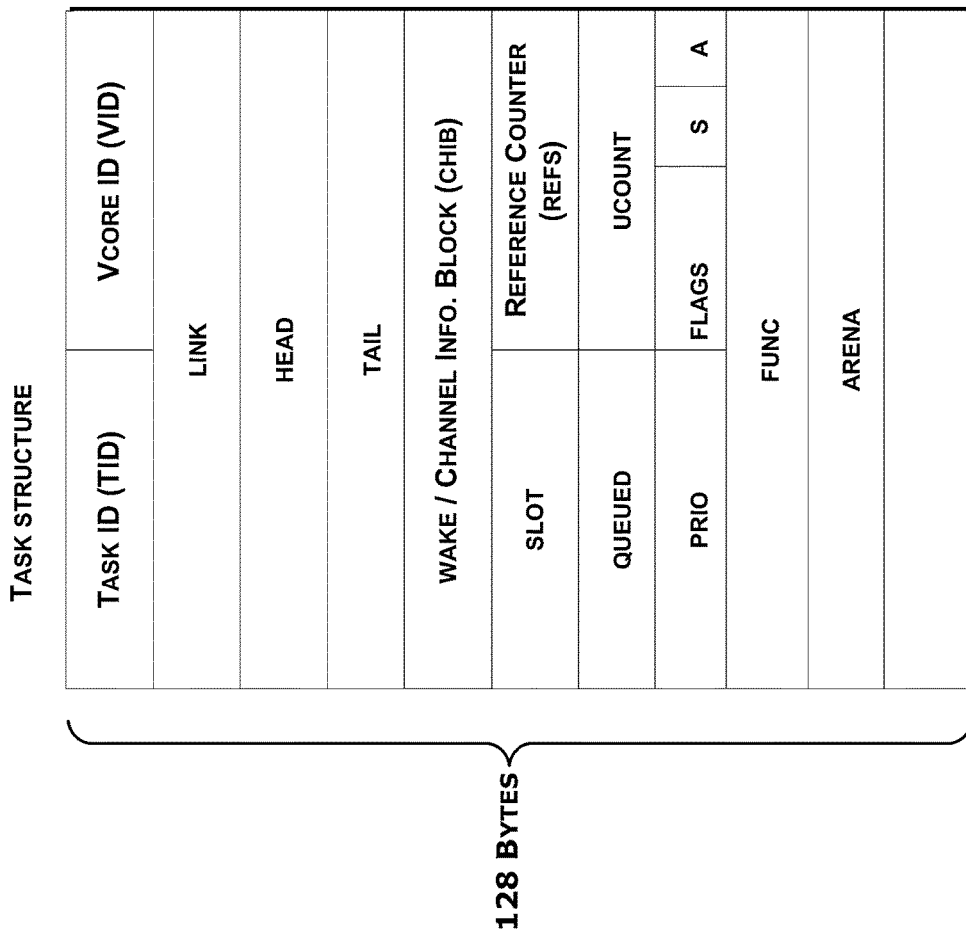 TASK STRUCTURE
TASK ID (TID)
VCORE ID (VID)
LINK
HEAD
TAIL
WAKE / CHANNEL INFO. BLOCK (CHIB)
SLOT
REFERENCE COUNTER
(REFS)
QUEUED
UCOUNT
PRIO
FLAGS
S
A
FUNC
ARENA
128 BYTES